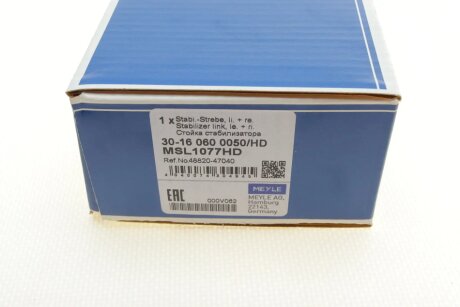 1 x Stabi.-Strebe, li. + re.
Stabilizer link, le. + ri.
Стойка стабилизатора
30-16 060 0050/HD
MSL1077HD
Ref.No.48820-47040
EAC
000V063
MEYLE
MEYLE AG,
Hamburg
22143,
Germany